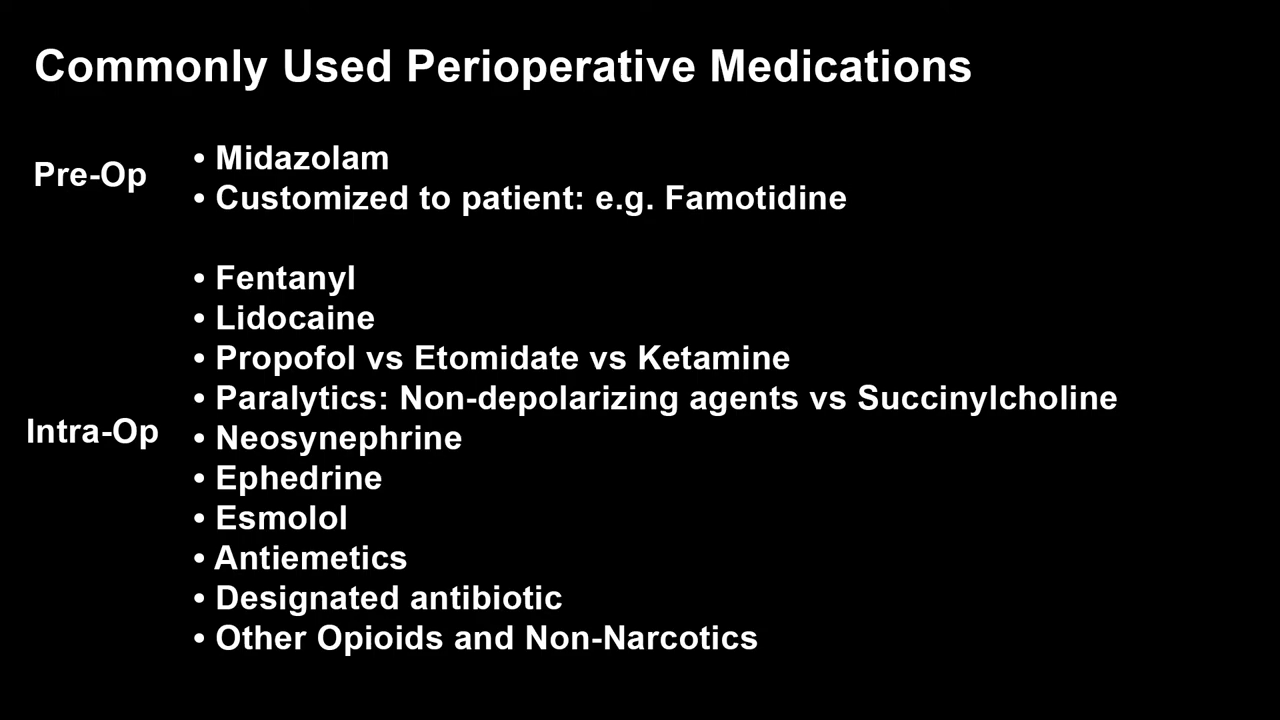 Commonly Used Perioperative Medications
Pre-Op
• Midazolam
• Customized to patient: e.g. Famotidine
Intra-Op
• Fentanyl
• Lidocaine
• Propofol vs Etomidate vs Ketamine
• Paralytics: Non-depolarizing agents vs Succinylcholine
• Neosynephrine
• Ephedrine
• Esmolol
• Antiemetics
• Designated antibiotic
• Other Opioids and Non-Narcotics